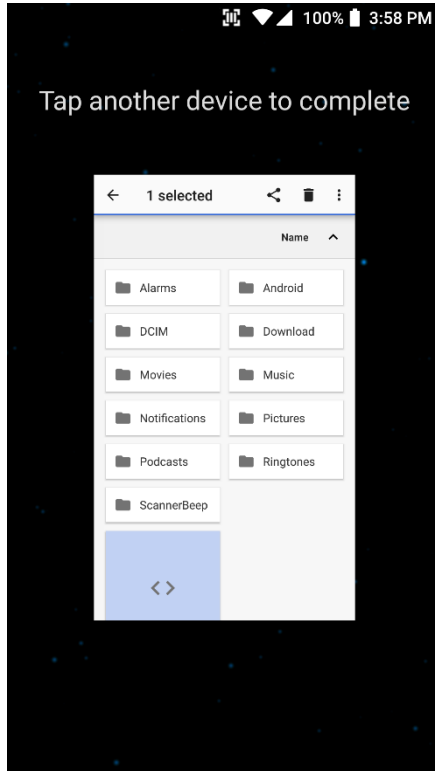 100% 3:58 PM
Tap another device to complete
1 selected
Name
Alarms
Android
DCIM
Download
Movies
Music
Notifications
Pictures
Podcasts
Ringtones
ScannerBeep